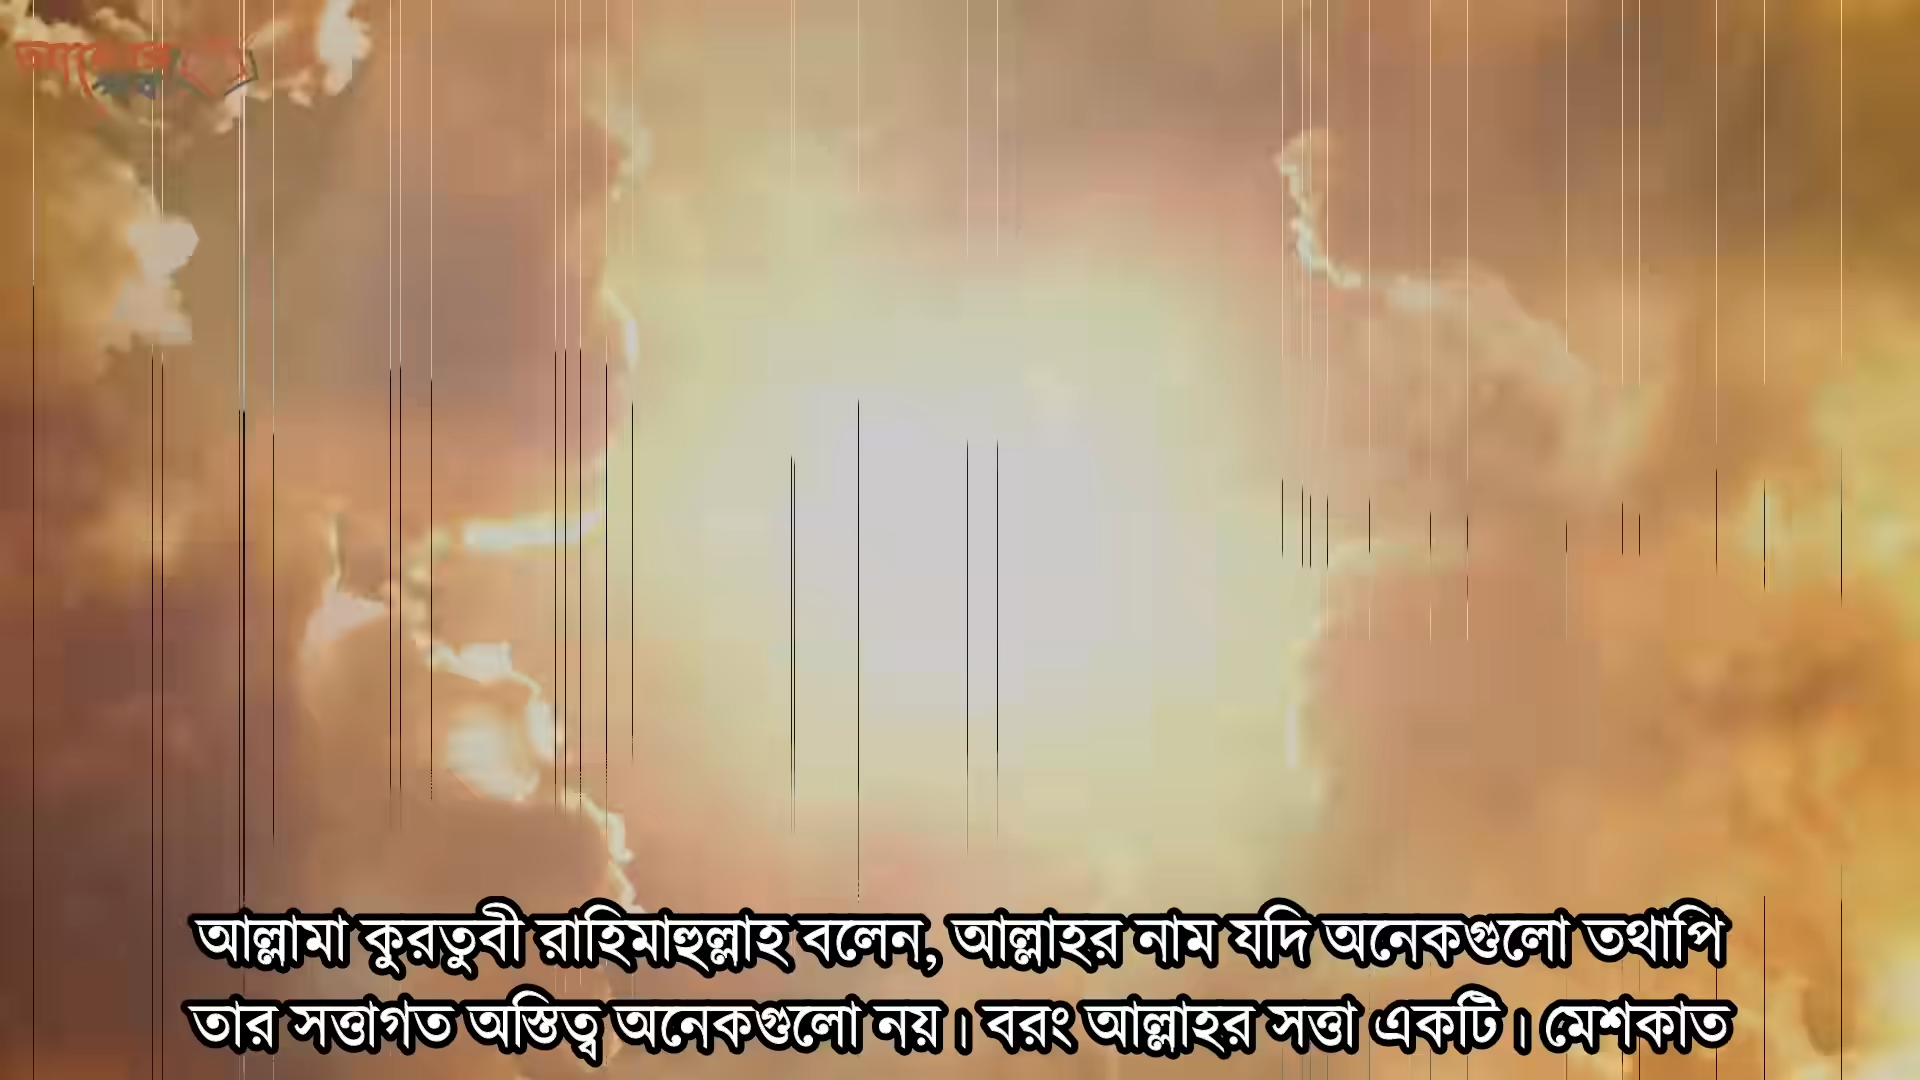 আল্লামা কুরতুবী রাহিমাহুল্লাহ বলেন, আল্লাহর নাম যদি অনেকগুলো তথাপি
তার সত্তাগত অস্তিত্ব অনেকগুলো নয়। বরং আল্লাহর সত্তা একটি। মেশকাত